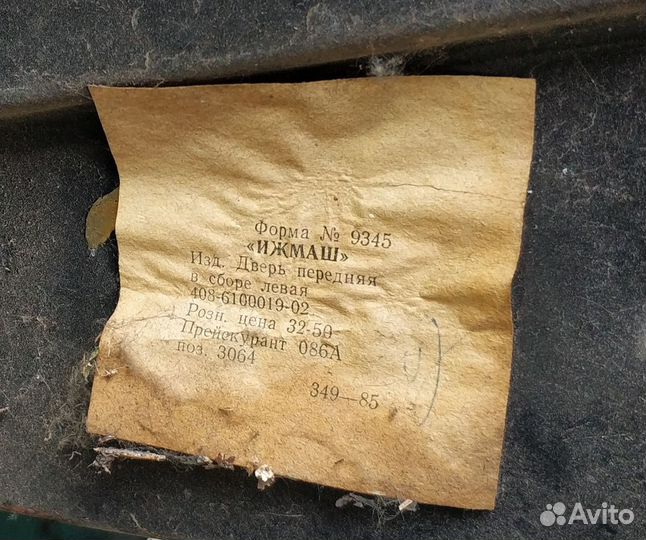 Форма № 9345
«ИЖМАШ»
Изд. Дверь передняя
в сборе левая
408-6100019-02
Розн. цена 32-50
Прейскурант 086А
поз. 3064
349—85
Avito